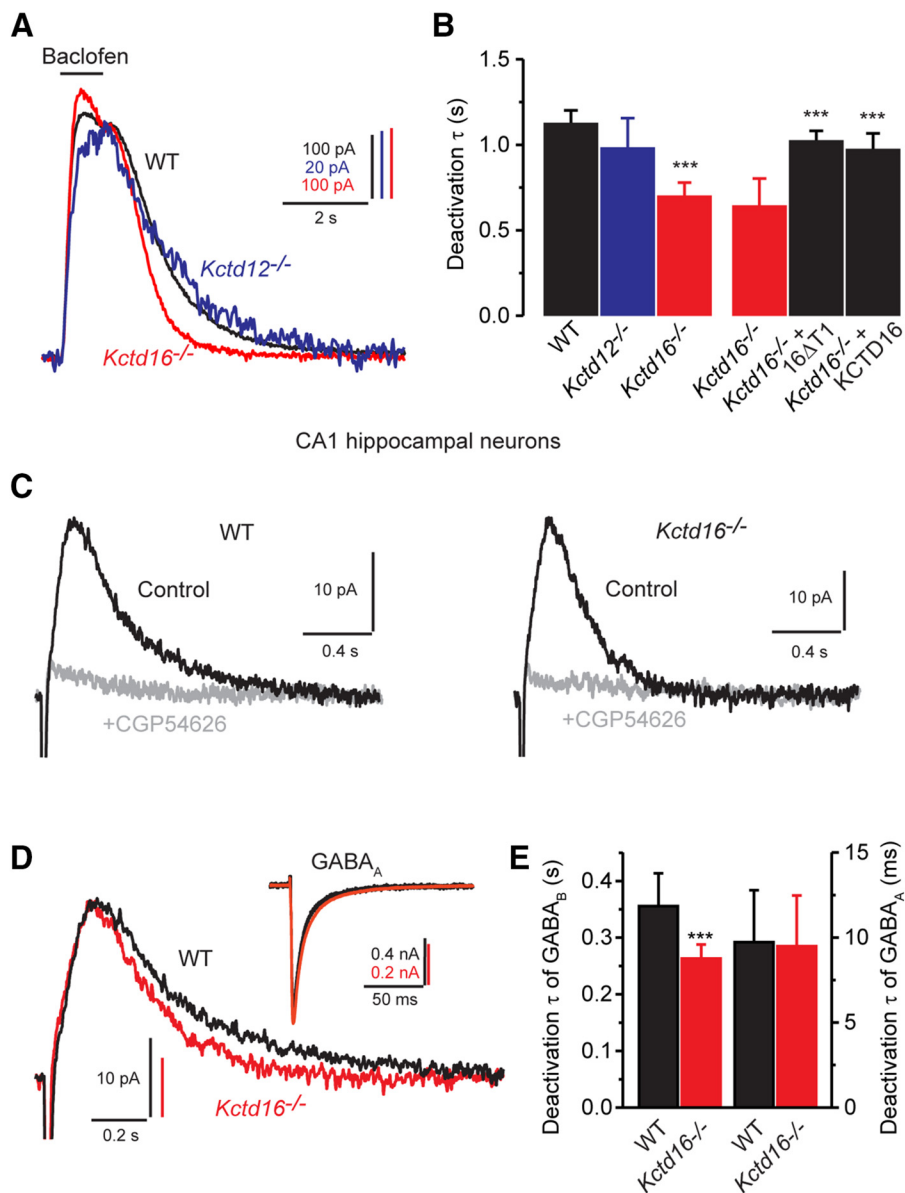 A
Baclofen
WT
100 pA
20 pA
100 pA
2 s
Kctd12-/-
Kctd16-/-
B
Deactivation τ (s)
1.5
1.0
0.5
0.0
***
***
***
WT
Kctd12-/-
Kctd16-/-
Kctd16-/-
Kctd16-/- +
16ΔT1
Kctd16-/- +
KCTD16
CA1 hippocampal neurons
C
WT
Control
10 pA
0.4 s
+CGP54626
Kctd16-/-
Control
10 pA
0.4 s
+CGP54626
D
GABAA
WT
0.4 nA
0.2 nA
50 ms
10 pA
0.2 s
Kctd16-/-
E
Deactivation τ of GABAB (s)
0.4
0.3
0.2
0.1
0.0
***
WT
Kctd16-/-
WT
Kctd16-/-
15
10
5
0
Deactivation τ of GABAA (ms)